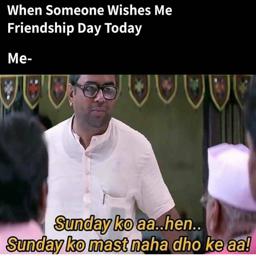 When Someone Wishes Me
Friendship Day Today
Me-
Sunday ko aa..hen..
Sunday ko mast naha dho ke aa!